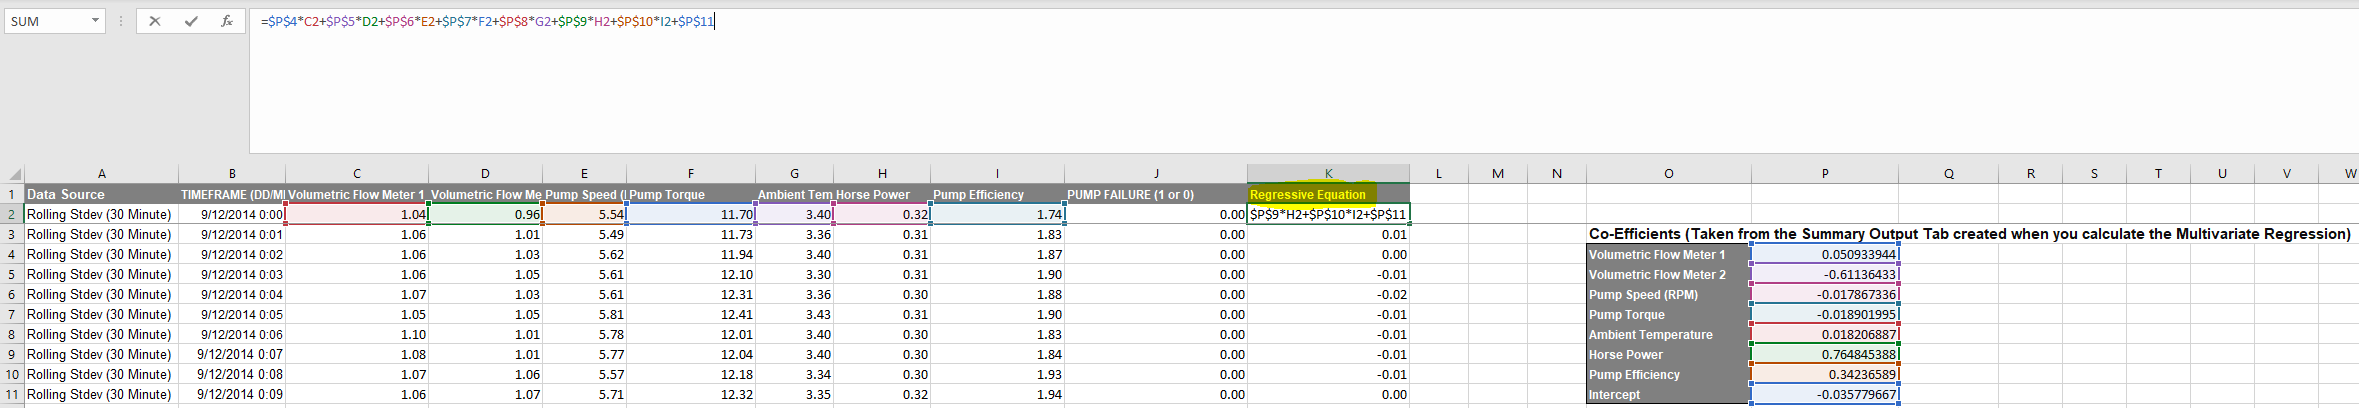 SUM fx =$P$4*C2+$P$5*D2+$P$6*E2+$P$7*F2+$P$8*G2+$P$9*H2+$P$10*I2+$P$11
A B C D E F G H I J K L M N O P Q R S T U V W
1 Data Source TIMEFRAME (DD/M Volumetric Flow Meter 1 Volumetric Flow Me Pump Speed ( Pump Torque Ambient Tem Horse Power Pump Efficiency PUMP FAILURE (1 or 0) Regressive Equation
2 Rolling Stdev (30 Minute) 9/12/2014 0:00 1.04 0.96 5.54 11.70 3.40 0.32 1.74 0.00 $P$9*H2+$P$10*I2+$P$11
3 Rolling Stdev (30 Minute) 9/12/2014 0:01 1.06 1.01 5.49 11.73 3.36 0.31 1.83 0.00 0.01 Co-Efficients (Taken from the Summary Output Tab created when you calculate the Multivariate Regression)
4 Rolling Stdev (30 Minute) 9/12/2014 0:02 1.06 1.03 5.62 11.94 3.40 0.31 1.87 0.00 0.00 Volumetric Flow Meter 1 0.050933944
5 Rolling Stdev (30 Minute) 9/12/2014 0:03 1.06 1.05 5.61 12.10 3.30 0.31 1.90 0.00 -0.01 Volumetric Flow Meter 2 -0.61136433
6 Rolling Stdev (30 Minute) 9/12/2014 0:04 1.07 1.03 5.61 12.31 3.36 0.30 1.88 0.00 -0.02 Pump Speed (RPM) -0.017867336
7 Rolling Stdev (30 Minute) 9/12/2014 0:05 1.05 1.05 5.81 12.41 3.43 0.31 1.90 0.00 -0.01 Pump Torque -0.018901995
8 Rolling Stdev (30 Minute) 9/12/2014 0:06 1.10 1.01 5.78 12.01 3.40 0.30 1.83 0.00 -0.01 Ambient Temperature 0.018206887
9 Rolling Stdev (30 Minute) 9/12/2014 0:07 1.08 1.01 5.77 12.04 3.40 0.30 1.84 0.00 -0.01 Horse Power 0.764845388
10 Rolling Stdev (30 Minute) 9/12/2014 0:08 1.07 1.06 5.57 12.18 3.34 0.30 1.93 0.00 -0.01 Pump Efficiency 0.34236589
11 Rolling Stdev (30 Minute) 9/12/2014 0:09 1.06 1.07 5.71 12.32 3.35 0.32 1.94 0.00 0.00 Intercept -0.035779667